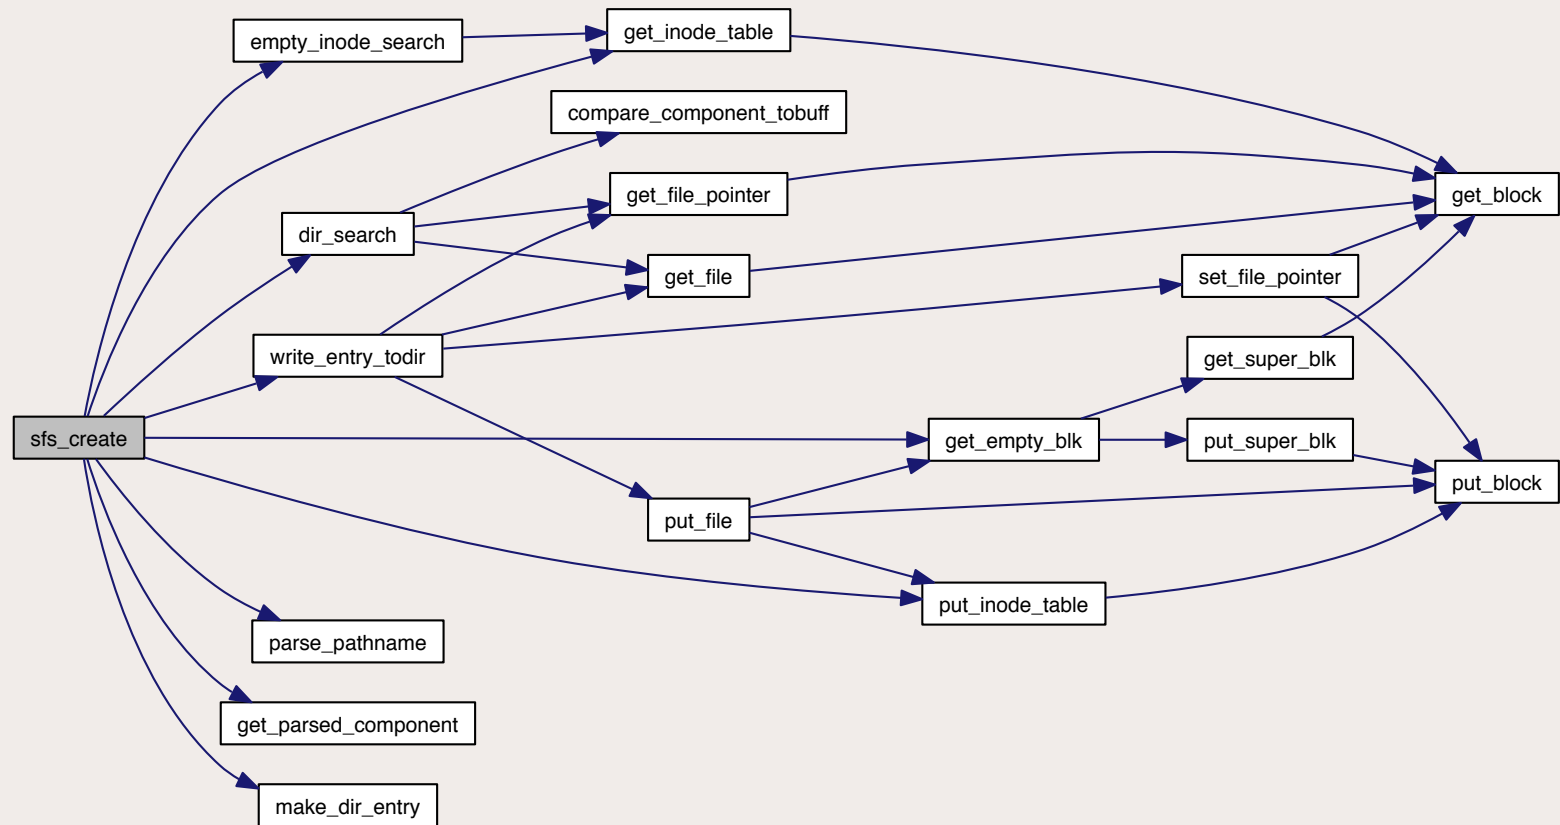 empty_inode_search
get_inode_table
compare_component_tobuff
get_file_pointer
get_block
dir_search
get_file
set_file_pointer
write_entry_todir
get_super_blk
sfs_create
get_empty_blk
put_super_blk
put_block
put_file
put_inode_table
parse_pathname
get_parsed_component
make_dir_entry